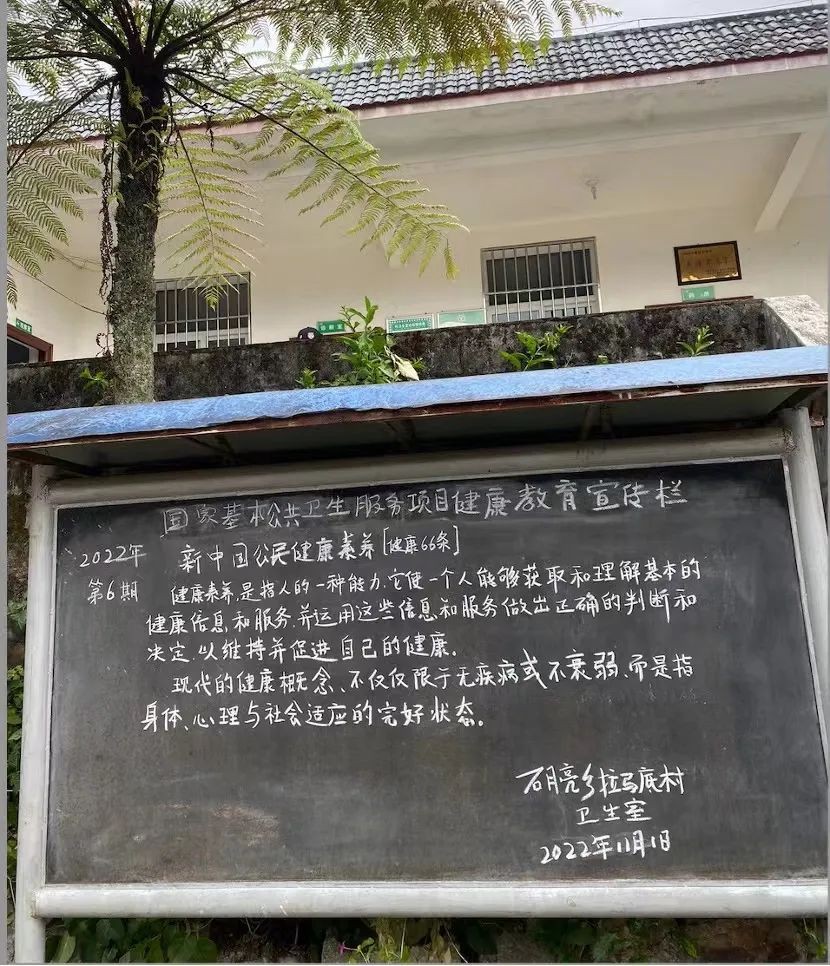 国家基本公共卫生服务项目健康教育宣传栏
2022年
第6期
新中国公民健康素养[健康66条]
健康素养,是指人的一种能力,它使一个人能够获取和理解基本的
健康信息和服务,并运用这些信息和服务做出正确的判断和
决定,以维持并促进自己的健康。
现代的健康概念、不仅仅限于无疾病或不衰弱,而是指
身体、心理与社会适应的完好状态。
石月亮乡拉马底村
卫生室
2022年11月1日